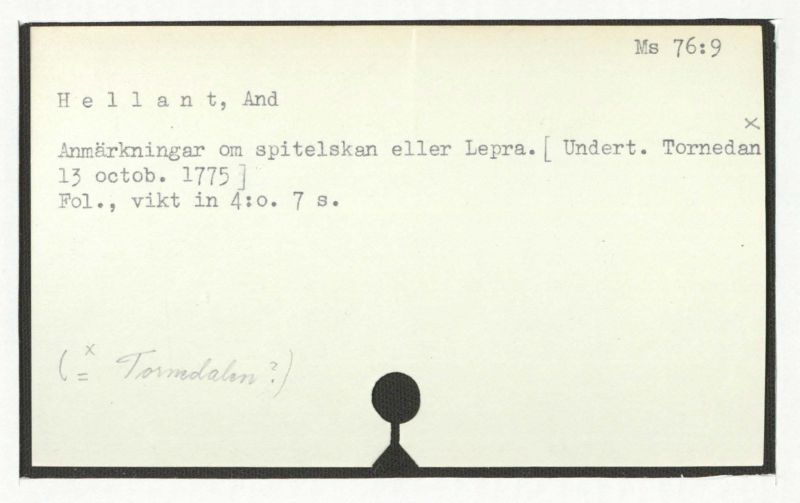 Ms 76:9
H e l l a n t, And
x
Anmärkningar om spitelskan eller Lepra.[ Undert. Tornedan
13 octob. 1775 ]
Fol., vikt in 4:o. 7 s.
x
(= Tornedalen?)